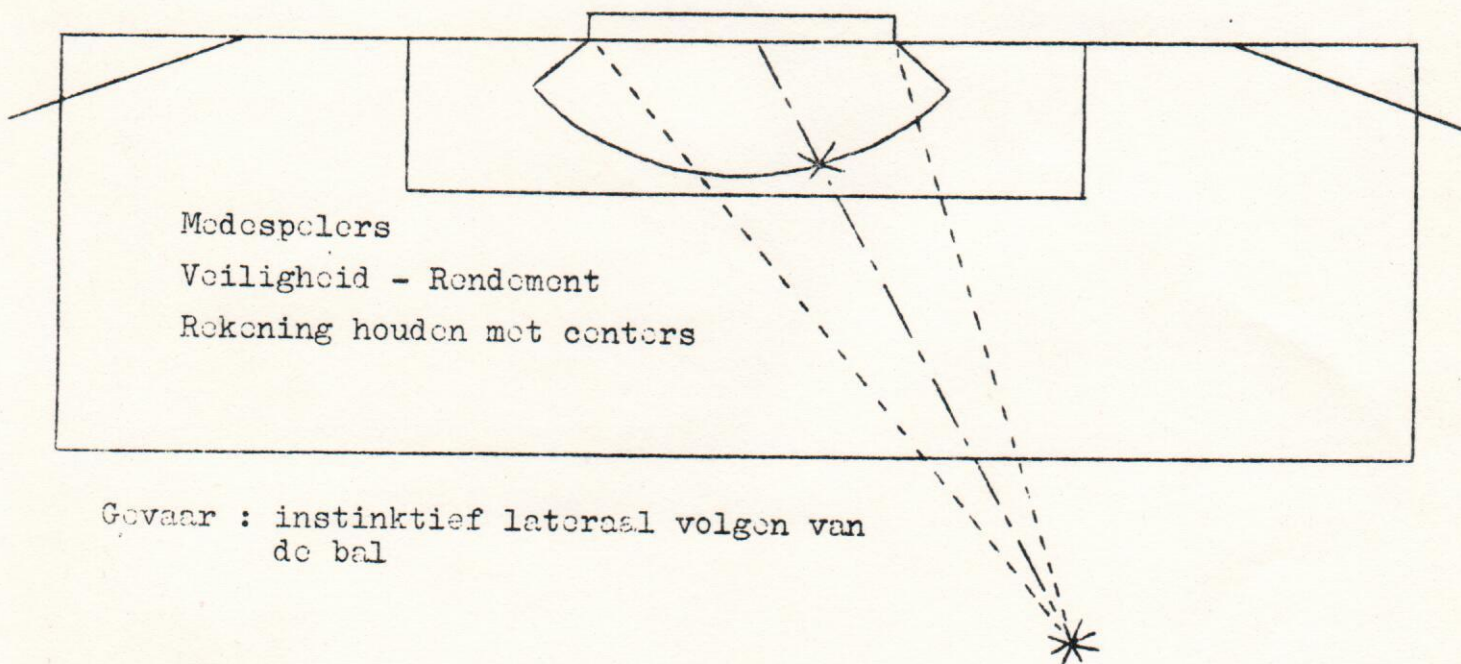 Medespelers
Veiligheid - Rendement
Rekening houden met centers
Gevaar : instinktief lateraal volgen van
de bal